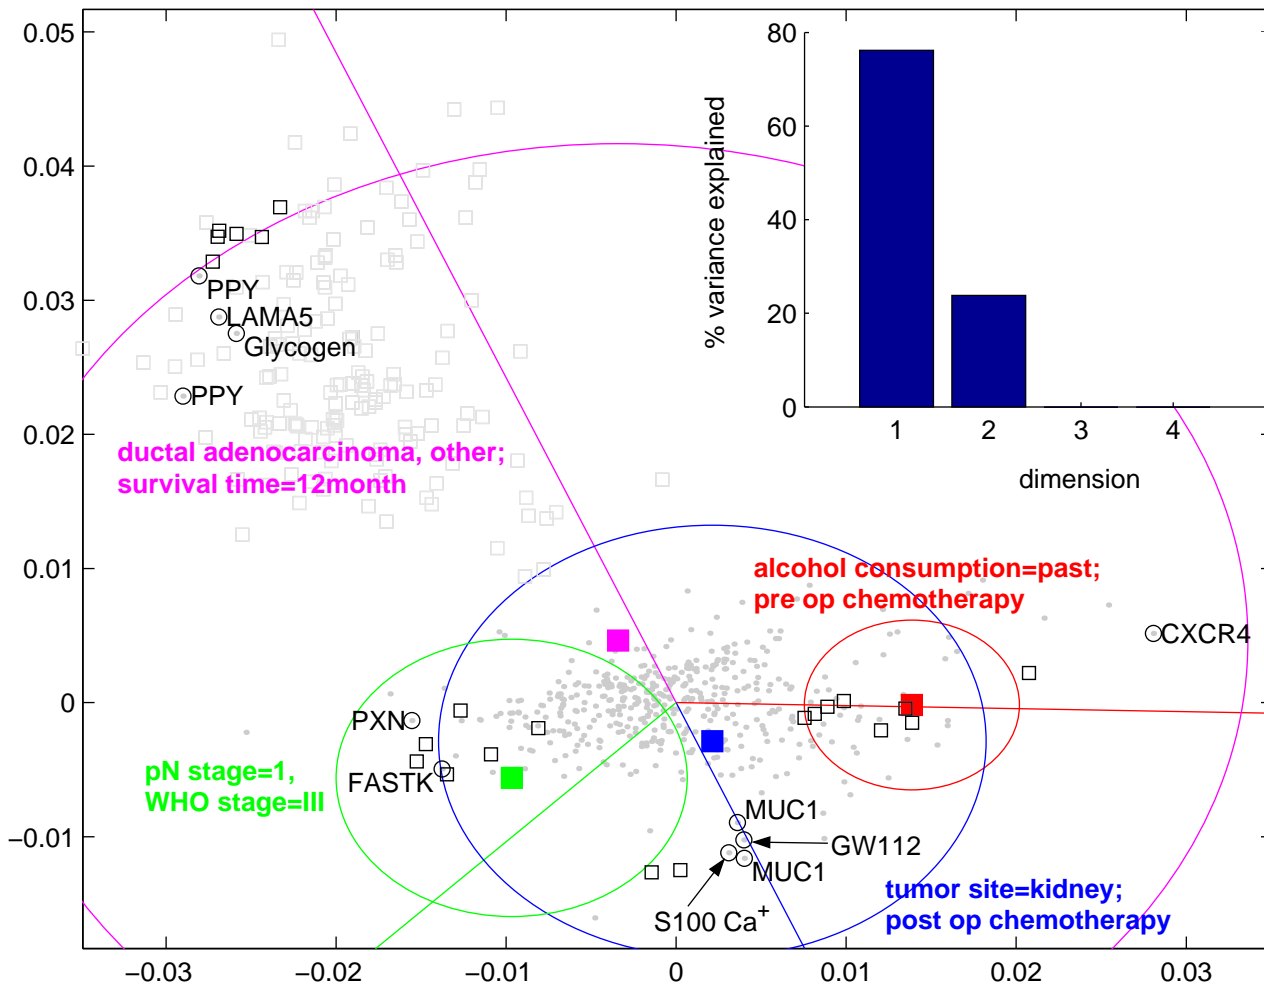 0.05
0.04
0.03
0.02
0.01
0
−0.01
−0.03
−0.02
−0.01
0
0.01
0.02
0.03
80
60
40
20
0
% variance explained
1
2
3
4
dimension
PPY
LAMA5
Glycogen
PPY
ductal adenocarcinoma, other;
survival time=12month
alcohol consumption=past;
pre op chemotherapy
CXCR4
PXN
FASTK
pN stage=1,
WHO stage=III
MUC1
GW112
MUC1
S100 Ca⁺
tumor site=kidney;
post op chemotherapy